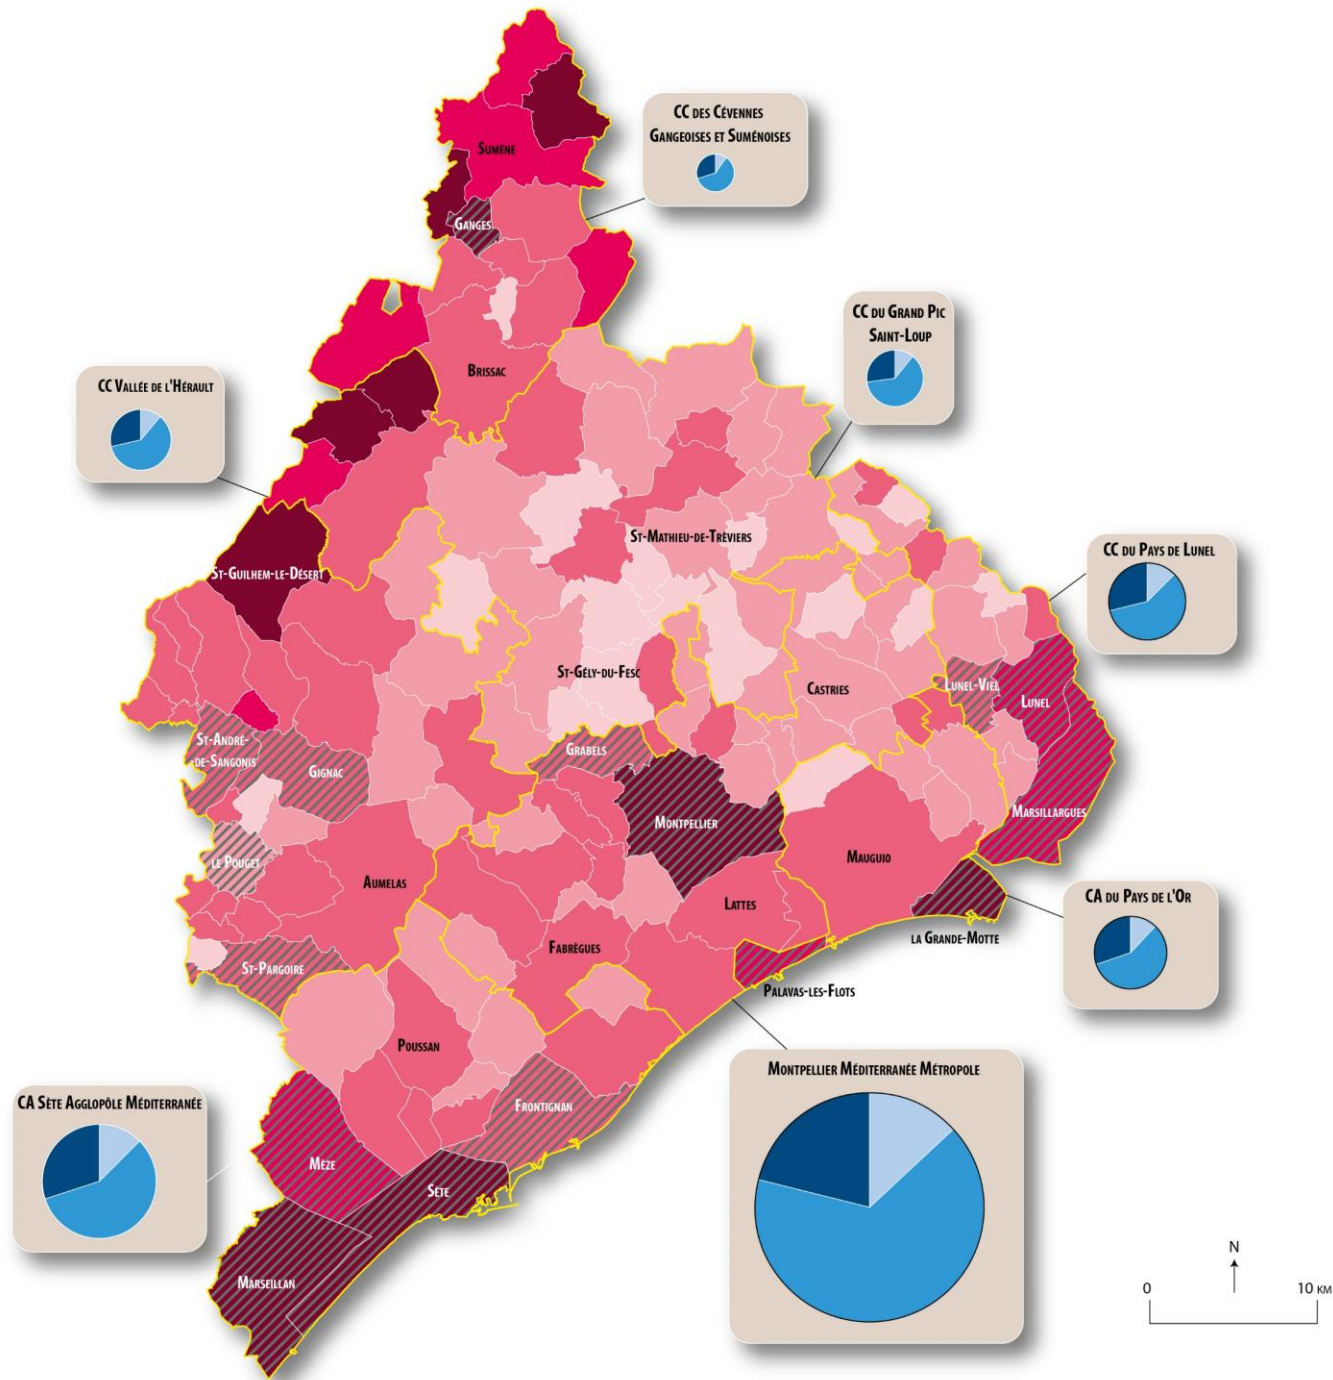 CC DES CÉVENNES
GANGEOISES ET SUMÉNOISES
SUMÈNE
GANGES
CC DU GRAND PIC
SAINT-LOUP
BRISSAC
CC VALLÉE DE L'HÉRAULT
ST-MATHIEU-DE-TRÉVIERS
CC DU PAYS DE LUNEL
ST-GUILHEM-LE-DÉSERT
ST-GÉLY-DU-FESC
CASTRIES
LUNEL-VIEL
LUNEL
ST-ANDRÉ-
-DE-SANGONIS
GIGNAC
GRABELS
MONTPELLIER
MARSILLARGUES
LE POUGET
AUMELAS
MAUGUIO
LATTES
CA DU PAYS DE L'OR
LA GRANDE-MOTTE
FABRÈGUES
ST-PARGOIRE
PALAVAS-LES-FLOTS
POUSSAN
MONTPELLIER MÉDITERRANÉE MÉTROPOLE
CA SÈTE AGGLOPÔLE MÉDITERRANÉE
FRONTIGNAN
MÈZE
SÈTE
MARSEILLAN
N
0 10 KM